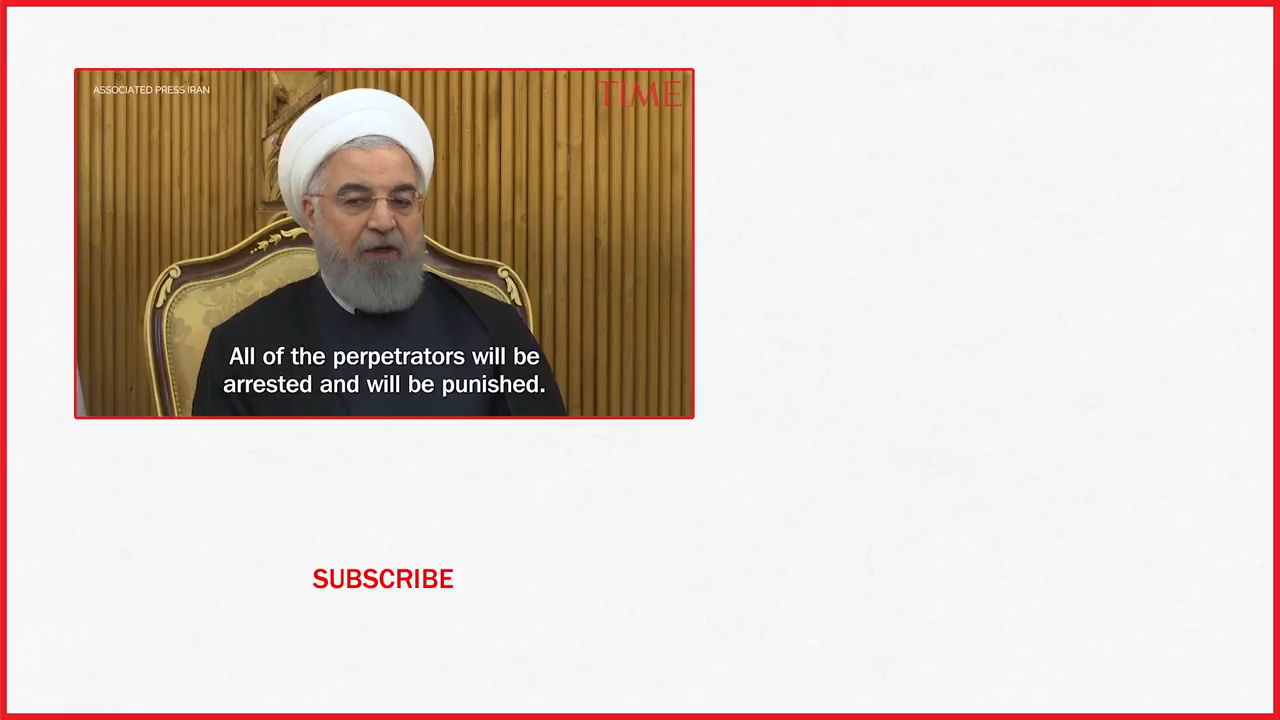 ASSOCIATED PRESS IRAN
TIME
All of the perpetrators will be
arrested and will be punished.
SUBSCRIBE